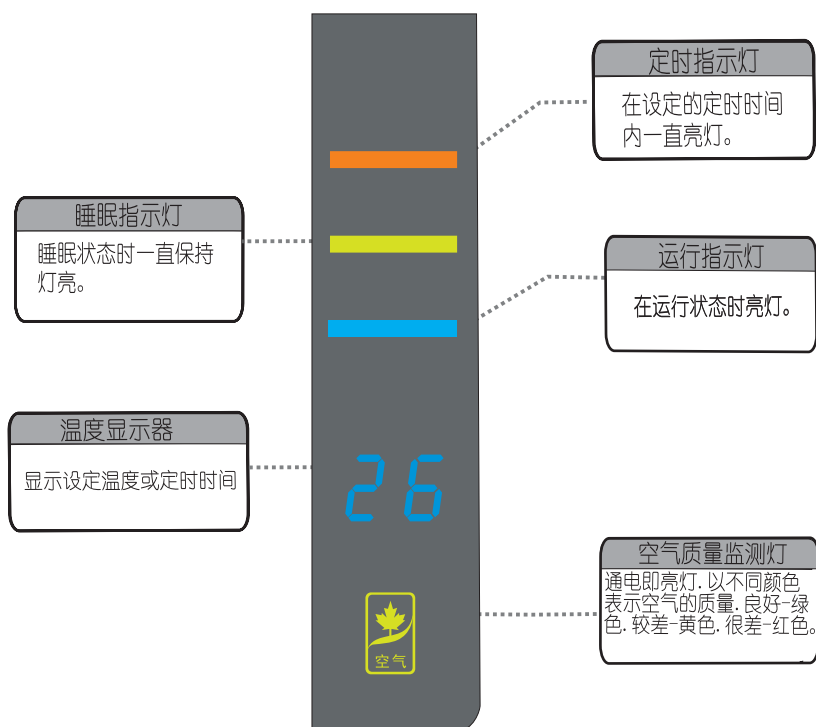 定时指示灯
在设定的定时时间
内一直亮灯。
睡眠指示灯
睡眠状态时一直保持
灯亮。
运行指示灯
在运行状态时亮灯。
温度显示器
显示设定温度或定时时间
26
空气质量监测灯
通电即亮灯.以不同颜色
表示空气的质量.良好-绿
色.较差-黄色.很差-红色。
空气